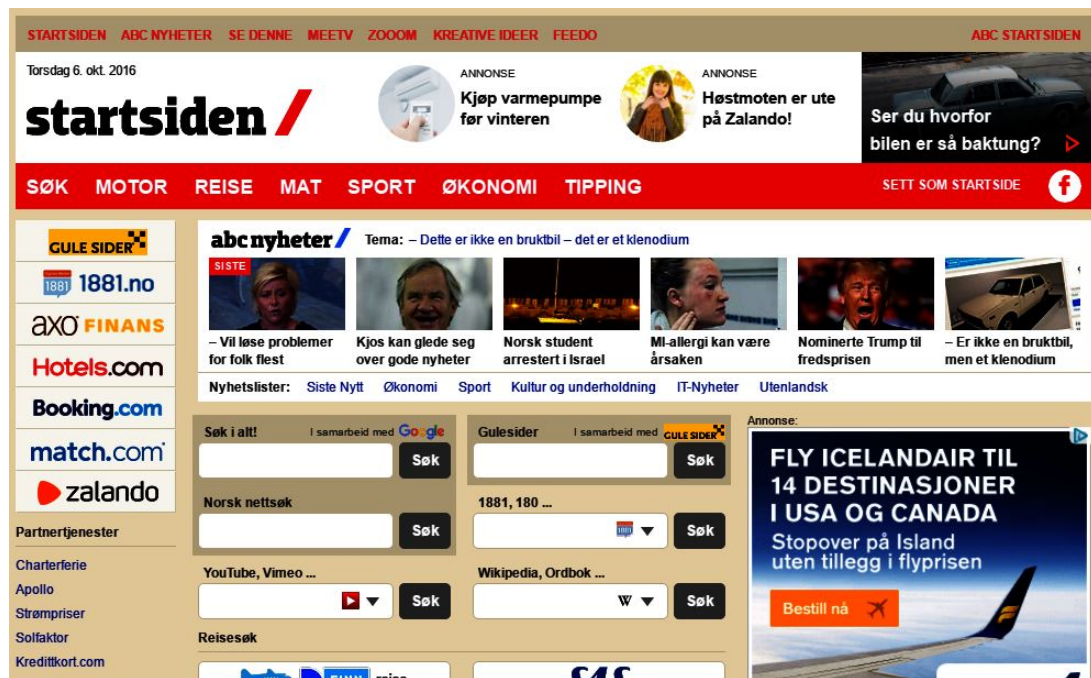 STARTSIDEN ABC NYHETER SE DENNE MEETV ZOOOM KREATIVE IDEER FEEDO ABC STARTSIDEN
Torsdag 6. okt. 2016
startsiden/
ANNONSE
Kjøp varmepumpe
før vinteren
ANNONSE
Høstmoten er ute
på Zalando!
Ser du hvorfor
bilen er så baktung?
SØK MOTOR REISE MAT SPORT ØKONOMI TIPPING SETT SOM STARTSIDE f
GULE SIDER
1881 1881.no
axo FINANS
Hotels.com
Booking.com
match.com
zalando
Partnertjenester
Charterferie
Apollo
Strømpriser
Solfaktor
Kredittkort.com
abc nyheter/ Tema: – Dette er ikke en bruktbil – det er et klenodium
SISTE
– Vil løse problemer
for folk flest
Kjos kan glede seg
over gode nyheter
Norsk student
arrestert i Israel
MI-allergi kan være
årsaken
Nominerte Trump til
fredsprisen
– Er ikke en bruktbil,
men et klenodium
Nyhetslister: Siste Nytt Økonomi Sport Kultur og underholdning IT-Nyheter Utenlandsk
Søk i alt! I samarbeid med Google
Søk
Norsk nettsøk
Søk
YouTube, Vimeo ...
Søk
Gulesider I samarbeid med GULE SIDER
Søk
1881, 180 ...
Søk
Wikipedia, Ordbok ...
W Søk
Reisesøk
Annonse:
FLY ICELANDAIR TIL
14 DESTINASJONER
I USA OG CANADA
Stopover på Island
uten tillegg i flyprisen
Bestill nå